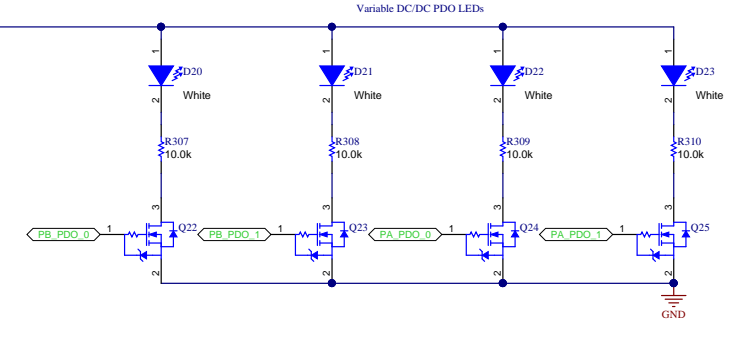 Variable DC/DC PDO LEDs
1 1 1 1
D20 D21 D22 D23
White White White White
2 2 2 2
R307 R308 R309 R310
10.0k 10.0k 10.0k 10.0k
3 3 3 3
PB_PDO_0 1 Q22 PB_PDO_1 1 Q23 PA_PDO_0 1 Q24 PA_PDO_1 1 Q25
2 2 2 2
GND